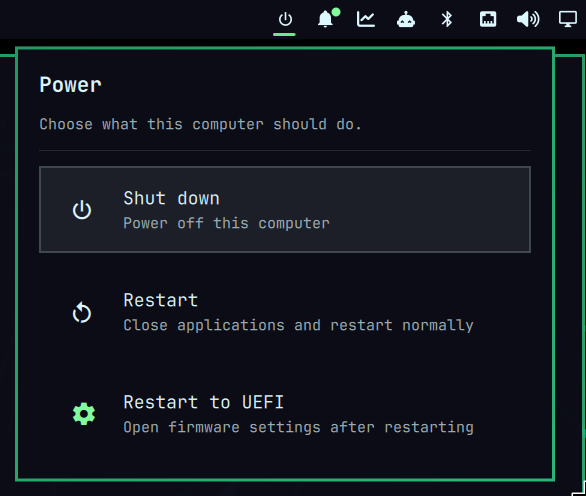 Power
Choose what this computer should do.
Shut down
Power off this computer
Restart
Close applications and restart normally
Restart to UEFI
Open firmware settings after restarting